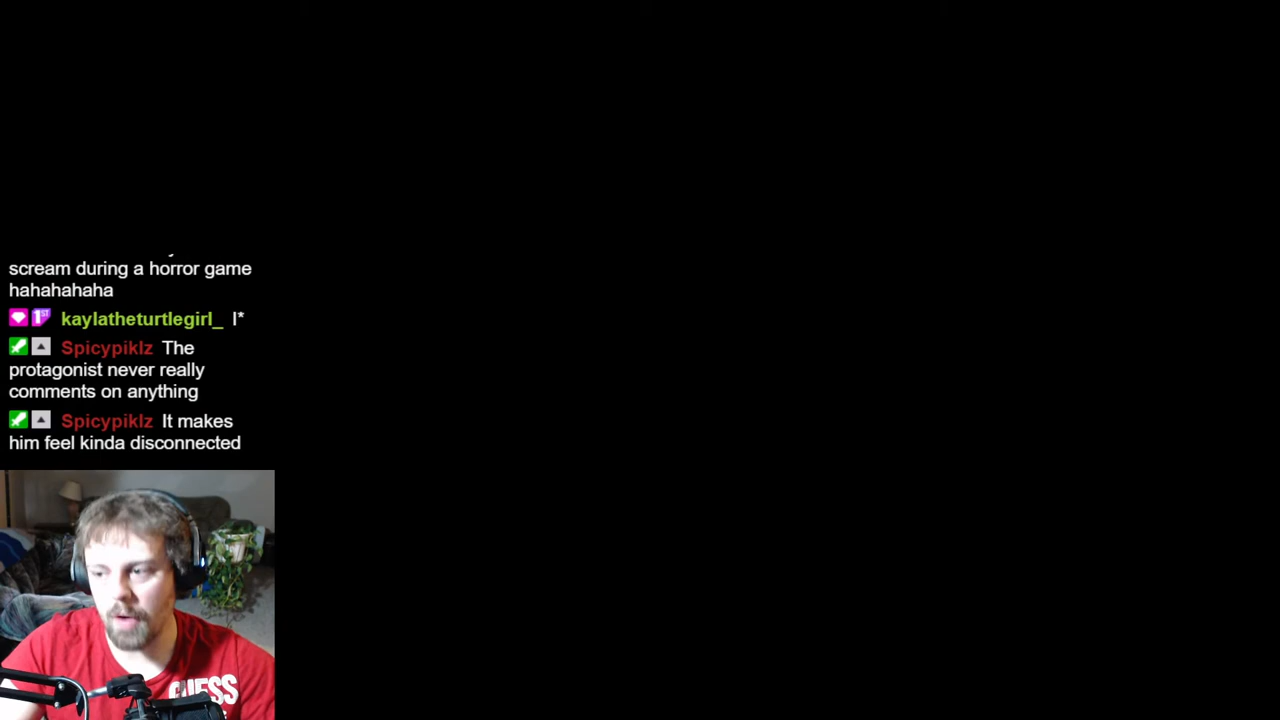 scream during a horror game
hahahahaha
1ST kaylatheturtlegirl_ I*
Spicypiklz The
protagonist never really
comments on anything
Spicypiklz It makes
him feel kinda disconnected
GUESS